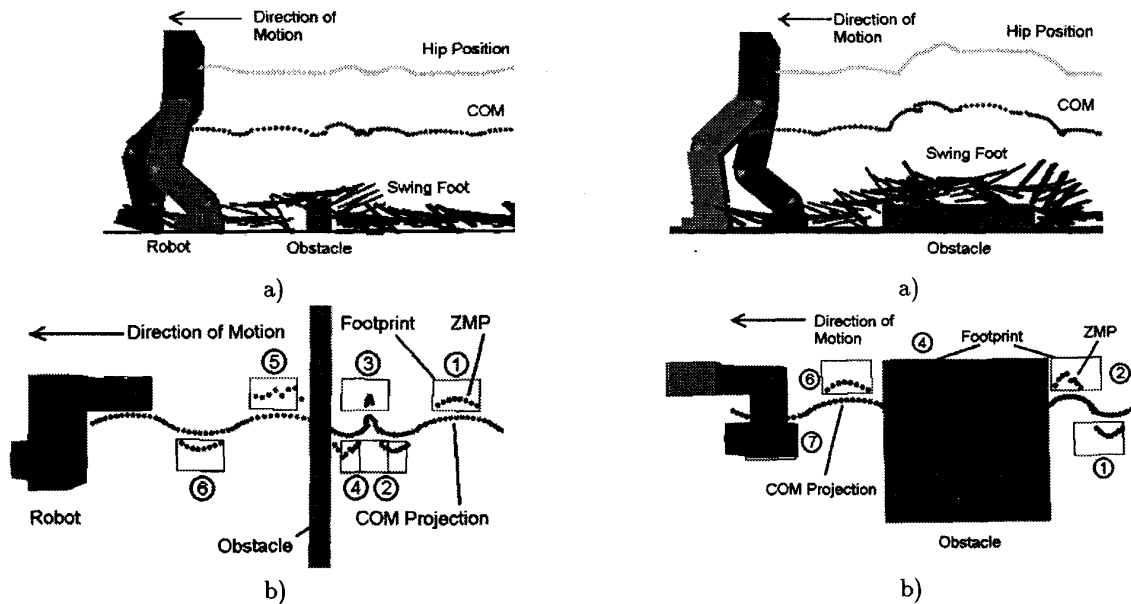 Direction of
Motion
Hip Position
COM
Swing Foot
Robot
Obstacle
a)
Direction of Motion
Footprint
ZMP
5
3
1
6
4
2
Robot
COM Projection
Obstacle
b)
Direction of
Motion
Hip Position
COM
Swing Foot
Obstacle
a)
Direction of
Motion
4
Footprint
ZMP
6
2
7
1
COM Projection
Obstacle
b)